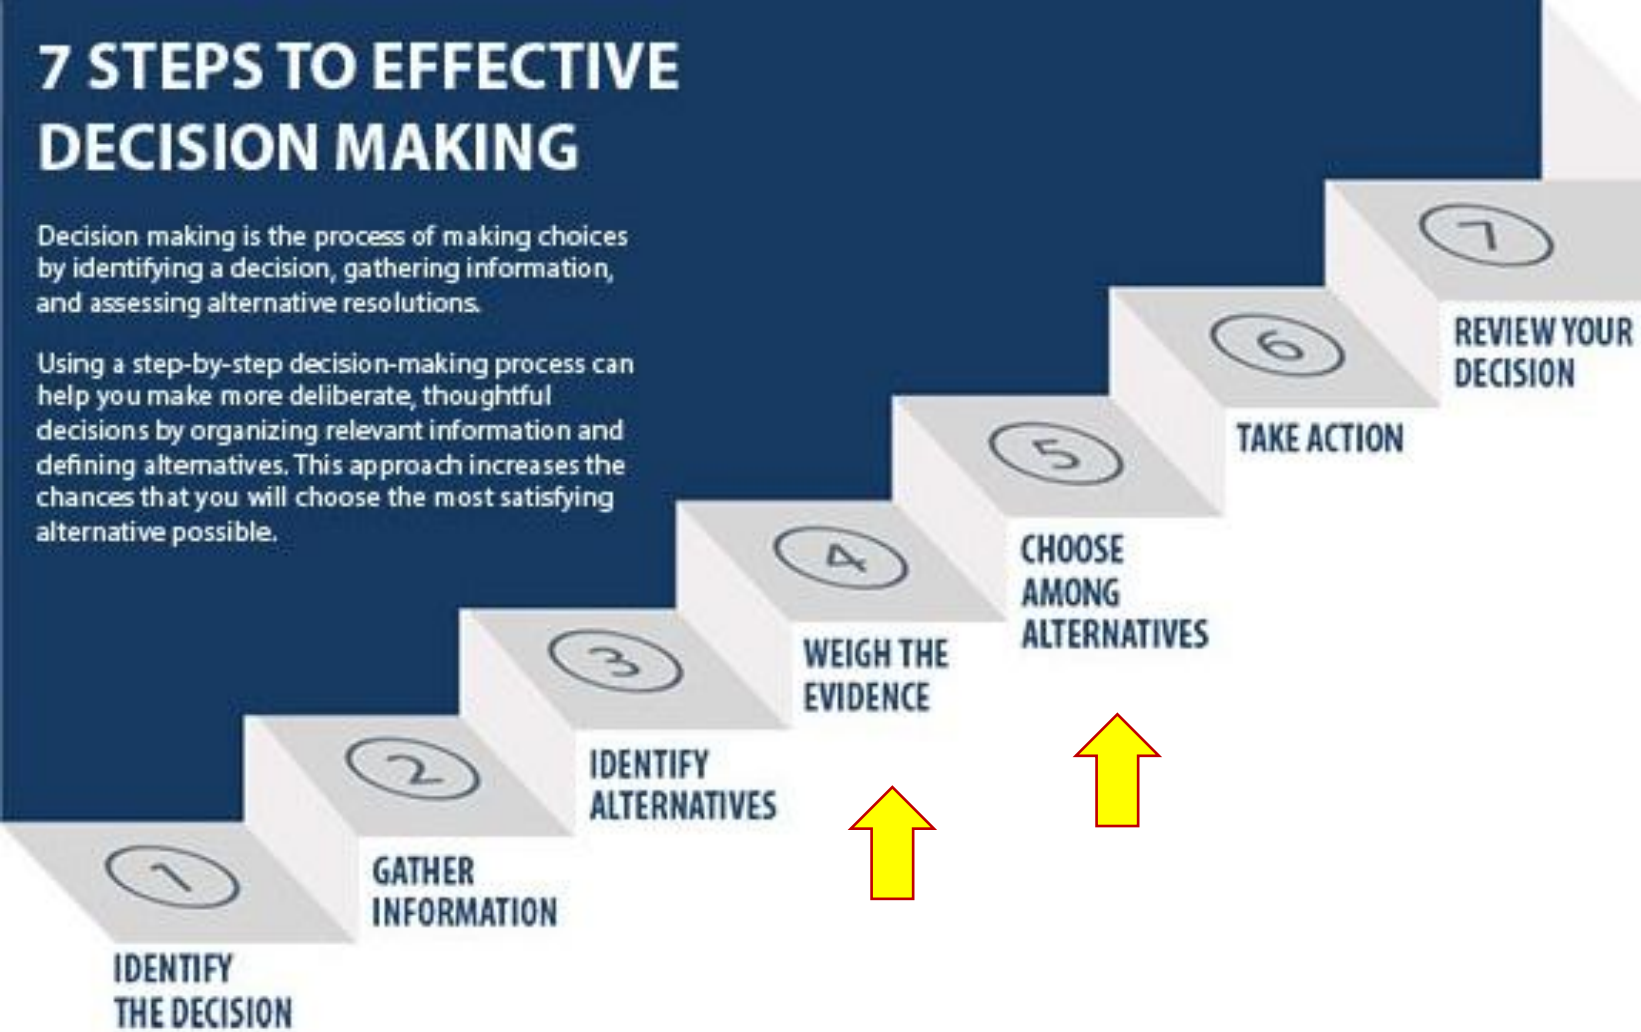 7 STEPS TO EFFECTIVE
DECISION MAKING
Decision making is the process of making choices
by identifying a decision, gathering information,
and assessing alternative resolutions.
Using a step-by-step decision-making process can
help you make more deliberate, thoughtful
decisions by organizing relevant information and
defining alternatives. This approach increases the
chances that you will choose the most satisfying
alternative possible.
1
IDENTIFY
THE DECISION
2
GATHER
INFORMATION
3
IDENTIFY
ALTERNATIVES
4
WEIGH THE
EVIDENCE
5
CHOOSE
AMONG
ALTERNATIVES
6
TAKE ACTION
7
REVIEW YOUR
DECISION